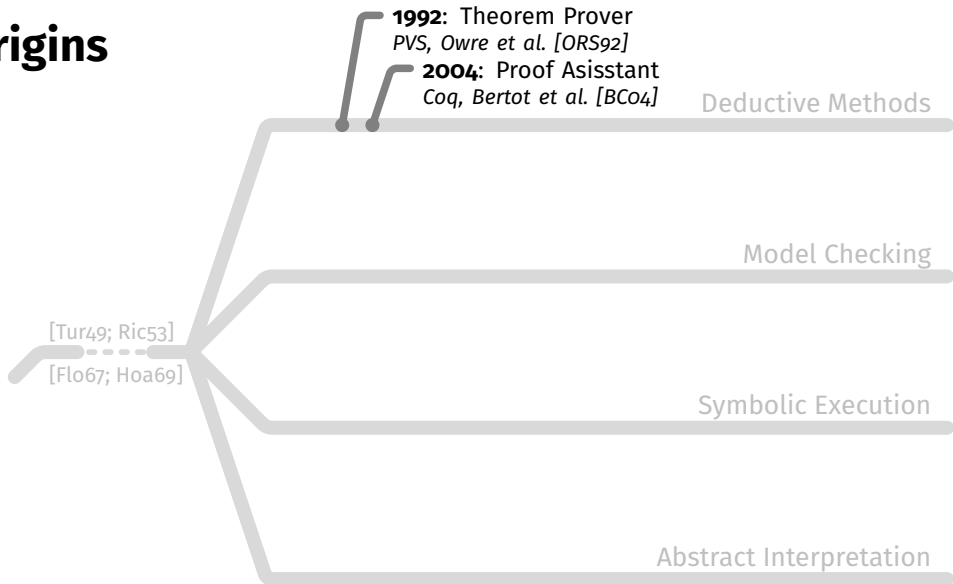 rigins
1992: Theorem Prover
PVS, Owre et al. [ORS92]
2004: Proof Asisstant
Coq, Bertot et al. [BC04]
Deductive Methods
Model Checking
[Tur49; Ric53]
[Flo67; Hoa69]
Symbolic Execution
Abstract Interpretation